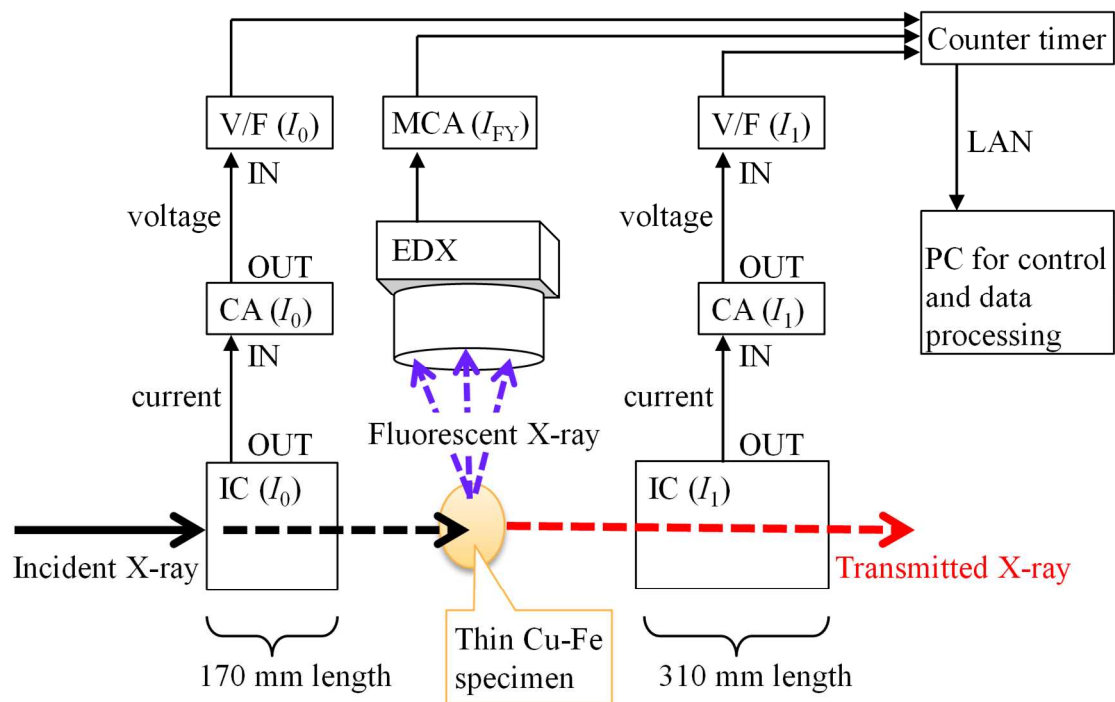 Counter timer
V/F (I₀)
MCA (I_FY)
V/F (I₁)
IN
IN
LAN
voltage
voltage
EDX
PC for control
and data
processing
OUT
OUT
CA (I₀)
CA (I₁)
IN
IN
current
current
Fluorescent X-ray
OUT
OUT
IC (I₀)
IC (I₁)
Incident X-ray
Transmitted X-ray
Thin Cu-Fe
specimen
170 mm length
310 mm length